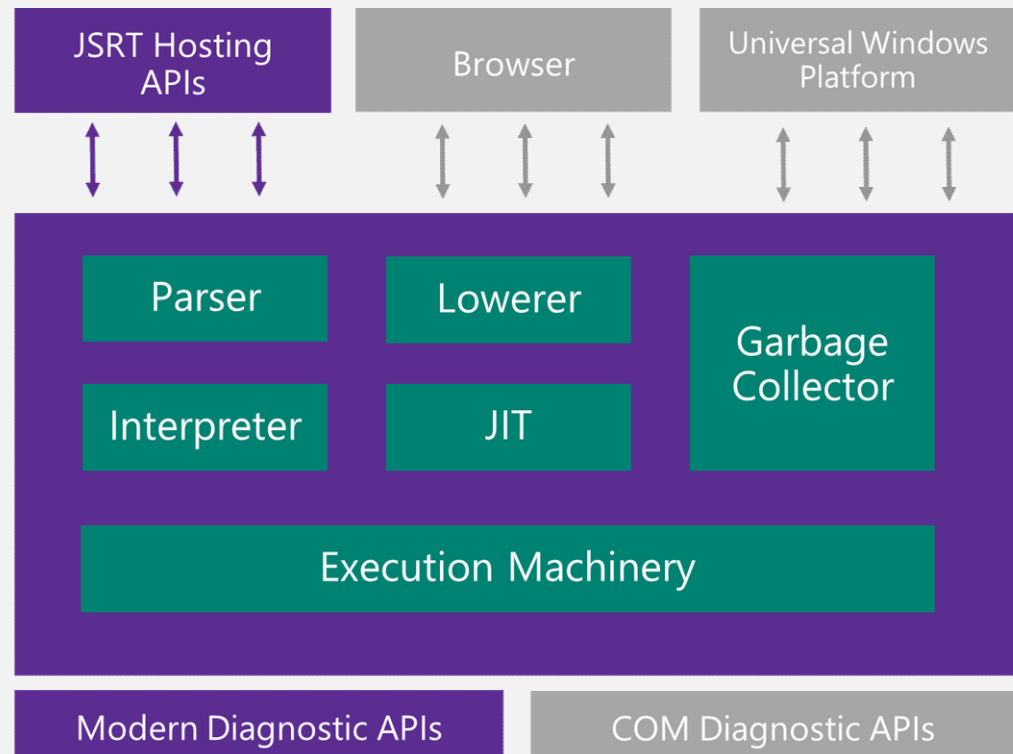 JSRT Hosting
APIs
Browser
Universal Windows
Platform
Parser
Lowerer
Garbage
Collector
Interpreter
JIT
Execution Machinery
Modern Diagnostic APIs
COM Diagnostic APIs